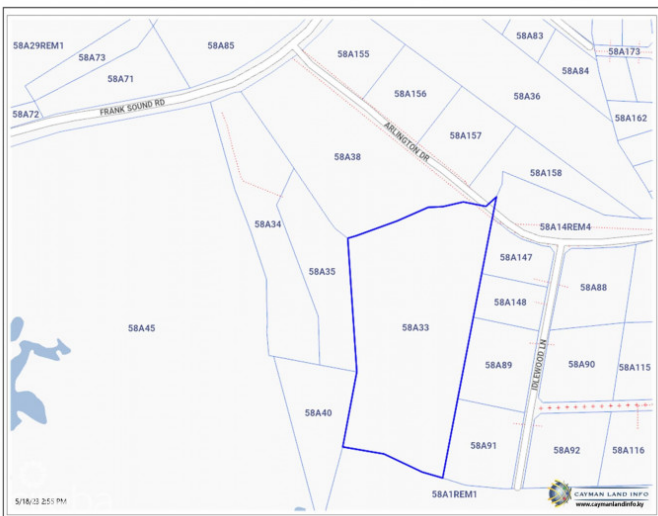 58A29REM1
58A73
58A71
58A72
58A85
FRANK SOUND RD
58A155
58A156
58A157
58A83
58A84
58A173
58A36
58A162
ARLINGTON DR
58A38
58A158
58A14REM4
58A34
58A35
58A147
58A148
58A88
58A45
58A33
IDLEWOOD LN
58A89
58A90
58A115
58A40
58A91
58A92
58A116
58A1REM1
5/18/23 2:55 PM
CAYMAN LAND INFO
www.caymanlandinfo.ky